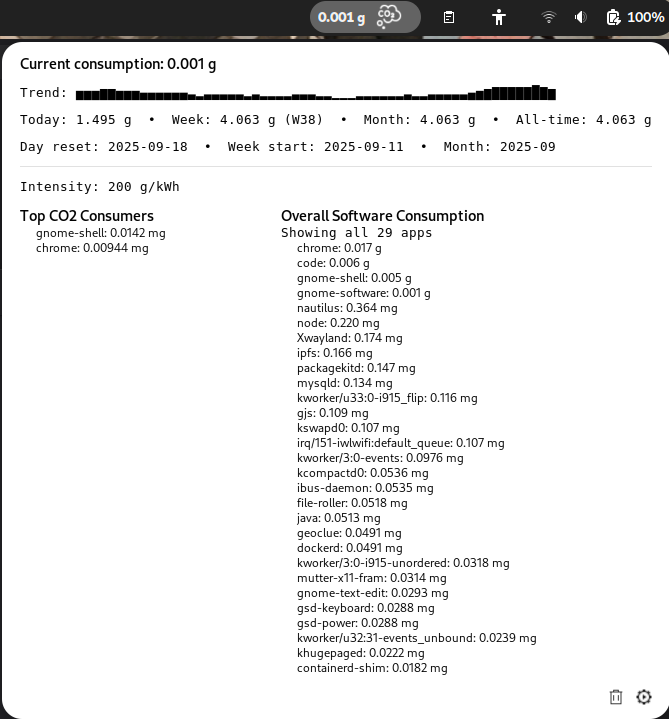 0.001 g CO₂ 100%
Current consumption: 0.001 g
Trend:
Today: 1.495 g • Week: 4.063 g (W38) • Month: 4.063 g • All-time: 4.063 g
Day reset: 2025-09-18 • Week start: 2025-09-11 • Month: 2025-09
Intensity: 200 g/kWh
Top CO2 Consumers
gnome-shell: 0.0142 mg
chrome: 0.00944 mg
Overall Software Consumption
Showing all 29 apps
chrome: 0.017 g
code: 0.006 g
gnome-shell: 0.005 g
gnome-software: 0.001 g
nautilus: 0.364 mg
node: 0.220 mg
Xwayland: 0.174 mg
ipfs: 0.166 mg
packagekitd: 0.147 mg
mysqld: 0.134 mg
kworker/u33:0-i915_flip: 0.116 mg
gjs: 0.109 mg
kswapd0: 0.107 mg
irq/151-iwlwifi:default_queue: 0.107 mg
kworker/3:0-events: 0.0976 mg
kcompactd0: 0.0536 mg
ibus-daemon: 0.0535 mg
file-roller: 0.0518 mg
java: 0.0513 mg
geoclue: 0.0491 mg
dockerd: 0.0491 mg
kworker/3:0-i915-unordered: 0.0318 mg
mutter-x11-fram: 0.0314 mg
gnome-text-edit: 0.0293 mg
gsd-keyboard: 0.0288 mg
gsd-power: 0.0288 mg
kworker/u32:31-events_unbound: 0.0239 mg
khugepaged: 0.0222 mg
containerd-shim: 0.0182 mg